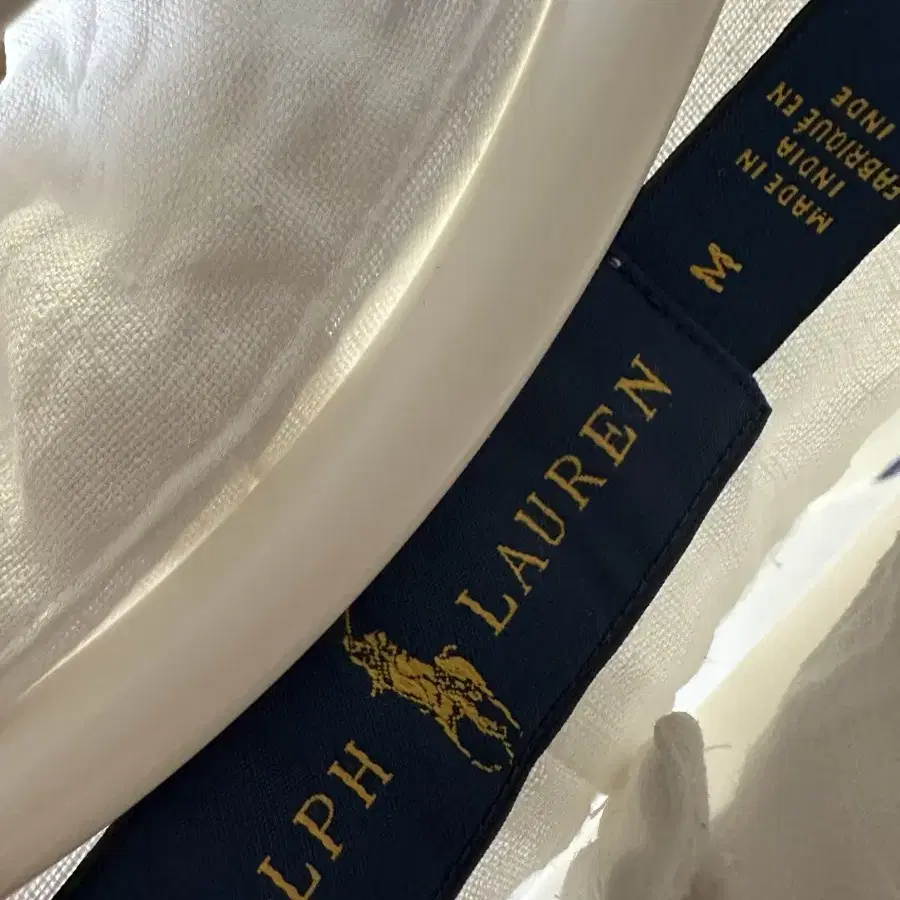 LPH LAUREN
M
MADE IN
INDIA
FABRIQUÉ EN
INDE